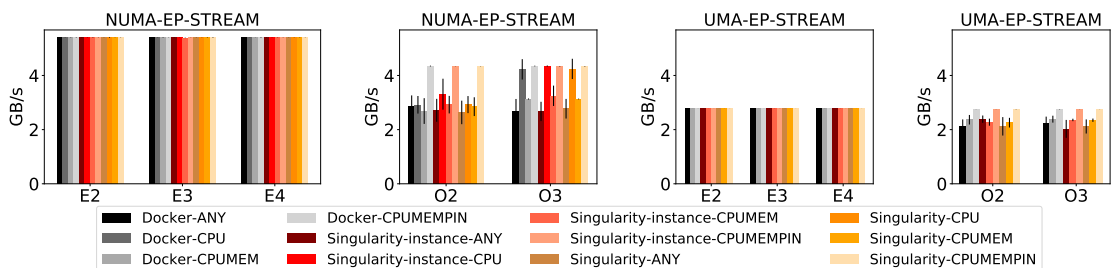 NUMA-EP-STREAM
NUMA-EP-STREAM
UMA-EP-STREAM
UMA-EP-STREAM
GB/s
4
2
0
E2 E3 E4
GB/s
4
2
0
O2 O3
GB/s
4
2
0
E2 E3 E4
GB/s
4
2
0
O2 O3
Docker-ANY
Docker-CPU
Docker-CPUMEM
Docker-CPUMEMPIN
Singularity-instance-ANY
Singularity-instance-CPU
Singularity-instance-CPUMEM
Singularity-instance-CPUMEMPIN
Singularity-ANY
Singularity-CPU
Singularity-CPUMEM
Singularity-CPUMEMPIN